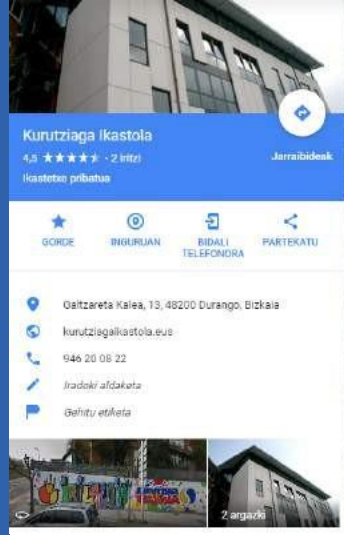 Kurutziaga Ikastola
4,5 ★★★★★ · 2 iritzi
Jarraibideak
Ikastetxe pribatua
GORDE
INGURUAN
BIDALI TELEFONORA
PARTEKATU
Galtzareta Kalea, 13, 48200 Durango, Bizkaia
kurutziagaikastola.eus
946 20 08 22
Iradoki aldaketa
Gehitu etiketa
2 argazki